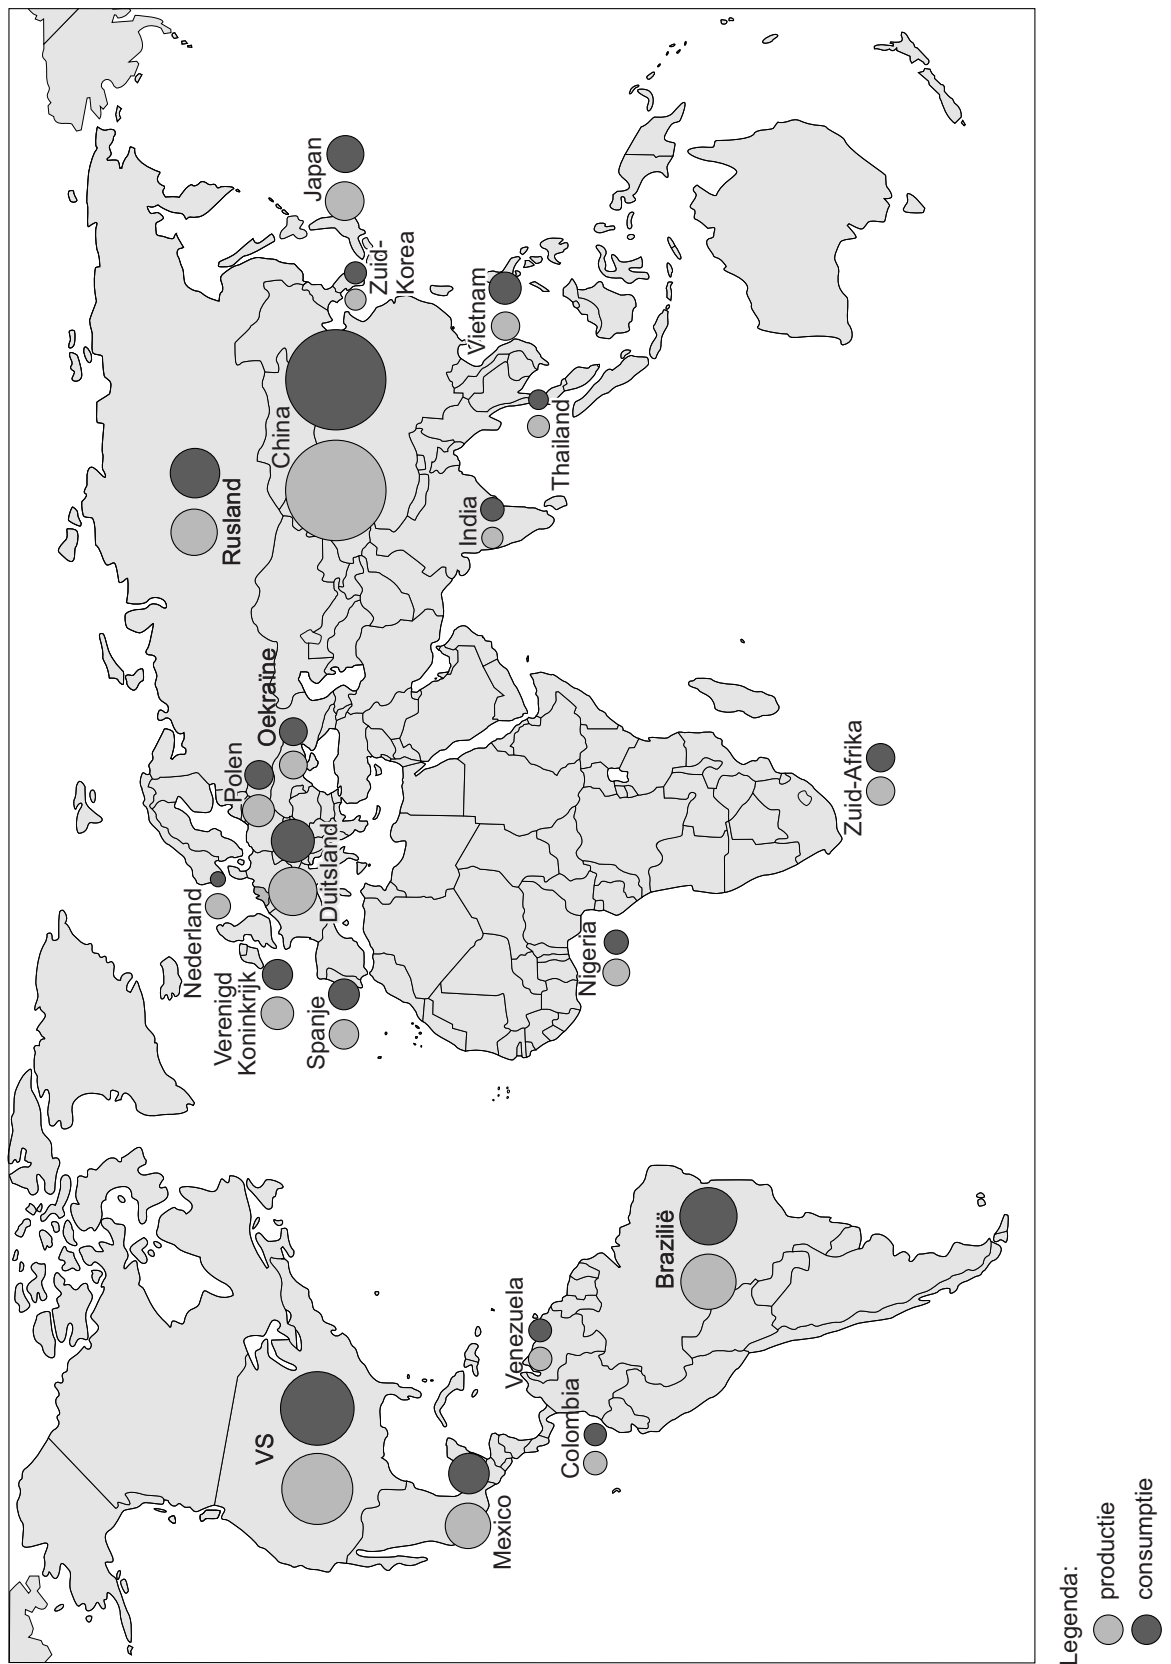 Nederland
Verenigd
Koninkrijk
Spanje
Polen
Oekraïne
Duitsland
Rusland
China
Japan
Zuid-
Korea
Vietnam
Thailand
India
Nigeria
Zuid-Afrika
VS
Mexico
Venezuela
Colombia
Brazilië
Legenda:
productie
consumptie